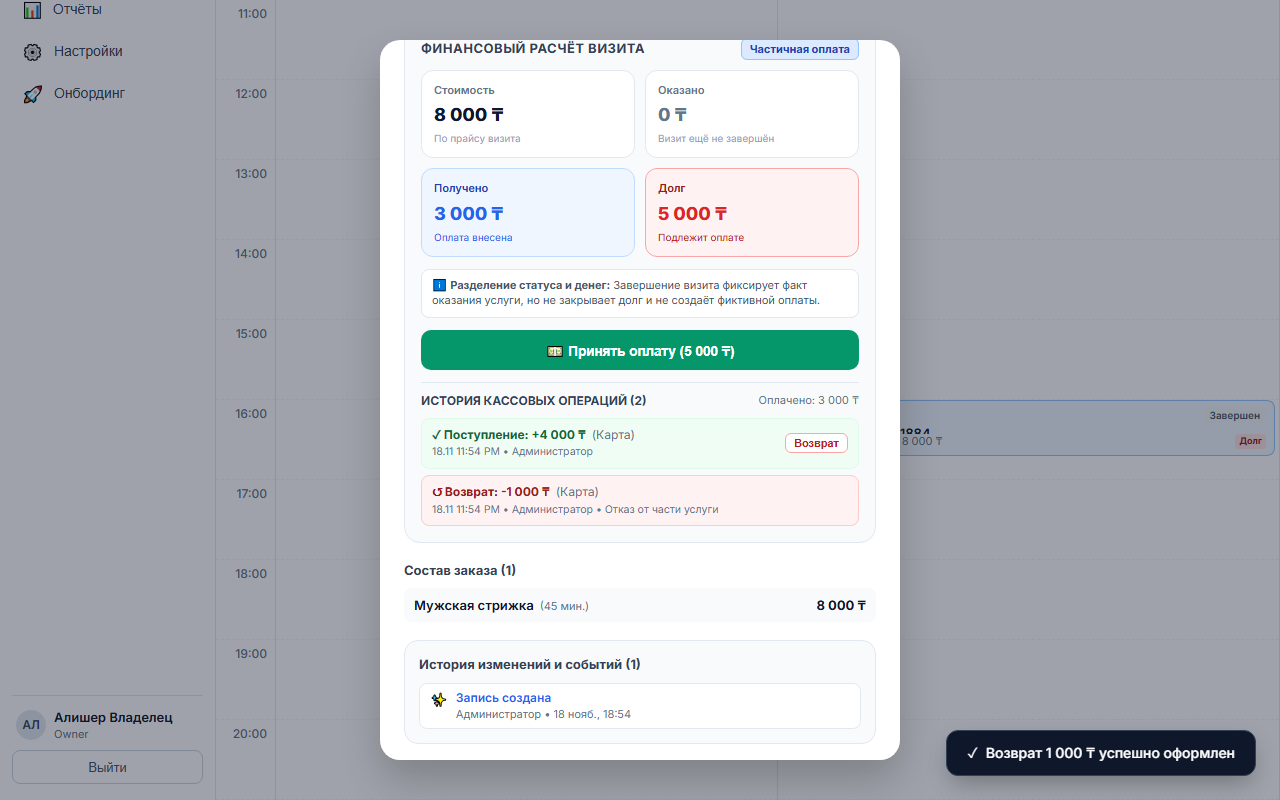 Отчёты
Настройки
Онбординг
АЛ
Алишер Владелец
Owner
Выйти
11:00
12:00
13:00
14:00
15:00
16:00
17:00
18:00
19:00
20:00
ФИНАНСОВЫЙ РАСЧЁТ ВИЗИТА
Частичная оплата
Стоимость
8 000 ₸
По прайсу визита
Оказано
0 ₸
Визит ещё не завершён
Получено
3 000 ₸
Оплата внесена
Долг
5 000 ₸
Подлежит оплате
Разделение статуса и денег: Завершение визита фиксирует факт
оказания услуги, но не закрывает долг и не создаёт фиктивной оплаты.
Принять оплату (5 000 ₸)
ИСТОРИЯ КАССОВЫХ ОПЕРАЦИЙ (2)
Оплачено: 3 000 ₸
✓ Поступление: +4 000 ₸ (Карта)
18.11 11:54 PM • Администратор
Возврат
↺ Возврат: -1 000 ₸ (Карта)
18.11 11:54 PM • Администратор • Отказ от части услуги
Состав заказа (1)
Мужская стрижка (45 мин.)
8 000 ₸
История изменений и событий (1)
Запись создана
Администратор • 18 нояб., 18:54
Завершен
1884
8 000 ₸
Долг
✓ Возврат 1 000 ₸ успешно оформлен